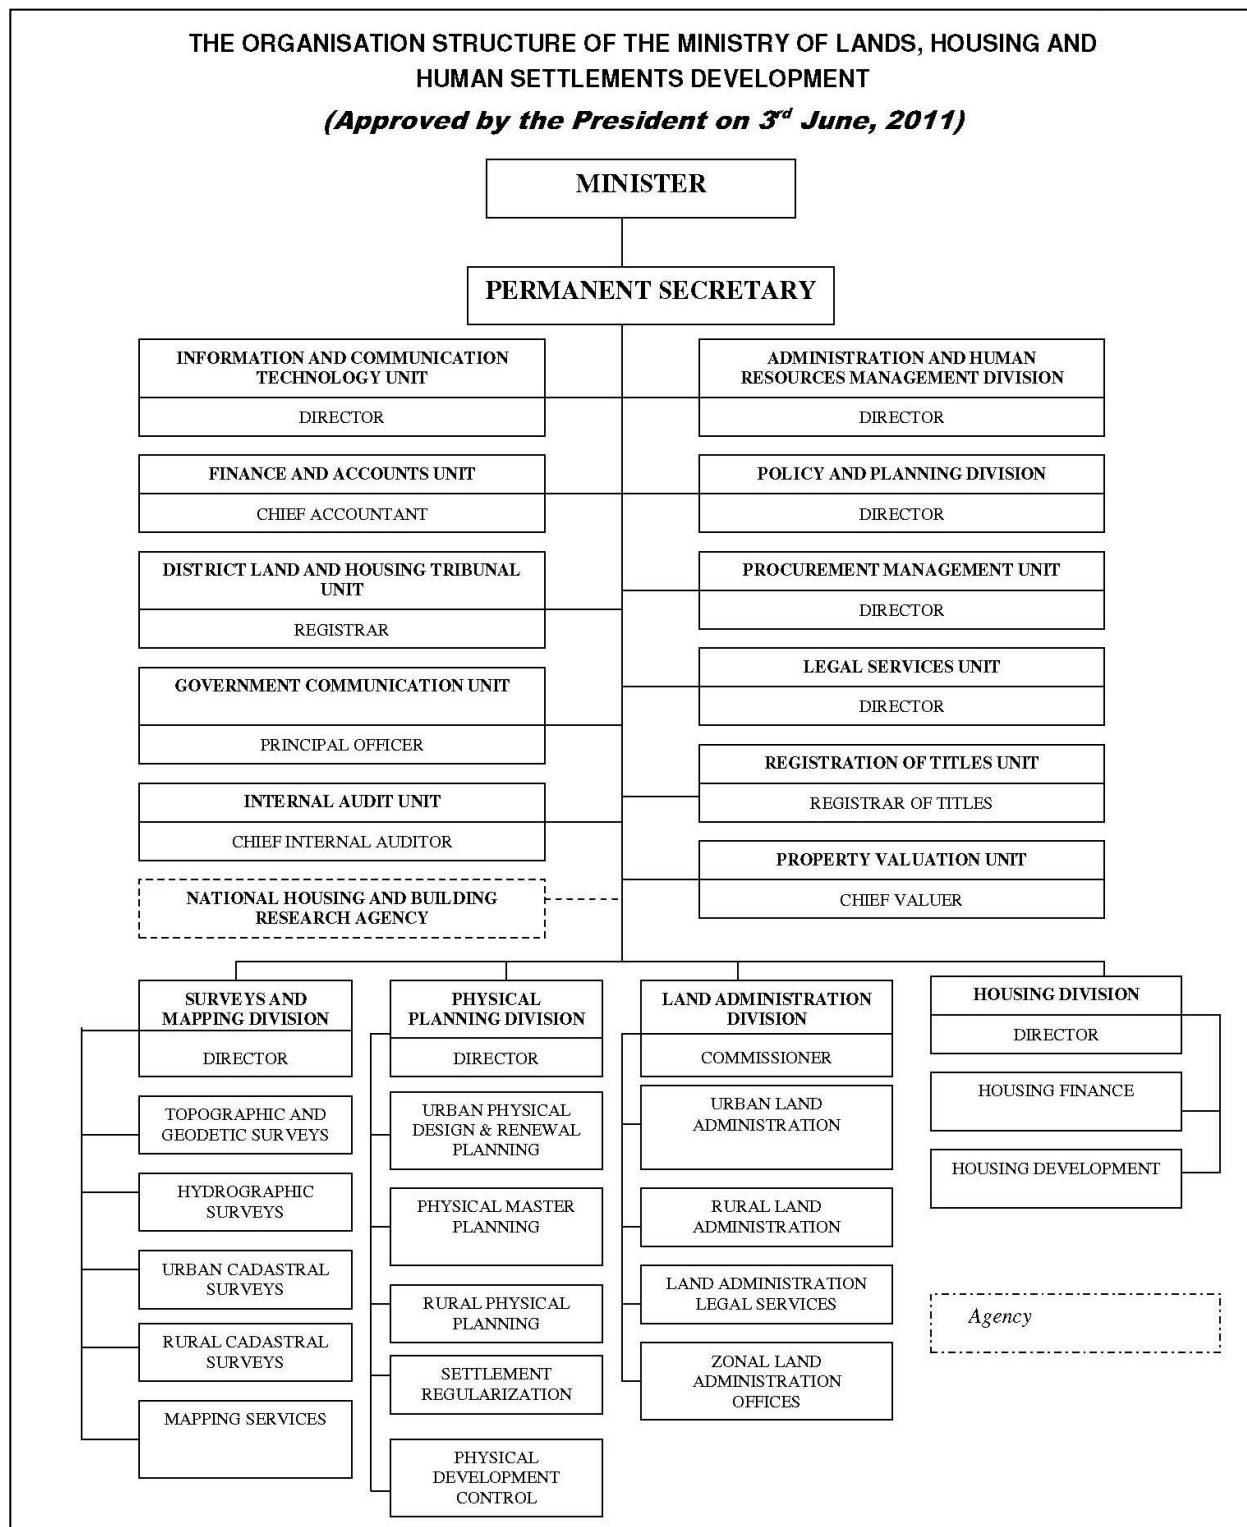 THE ORGANISATION STRUCTURE OF THE MINISTRY OF LANDS, HOUSING AND
HUMAN SETTLEMENTS DEVELOPMENT
(Approved by the President on 3rd June, 2011)
MINISTER
PERMANENT SECRETARY
INFORMATION AND COMMUNICATION
TECHNOLOGY UNIT
DIRECTOR
ADMINISTRATION AND HUMAN
RESOURCES MANAGEMENT DIVISION
DIRECTOR
FINANCE AND ACCOUNTS UNIT
CHIEF ACCOUNTANT
POLICY AND PLANNING DIVISION
DIRECTOR
DISTRICT LAND AND HOUSING TRIBUNAL
UNIT
REGISTRAR
PROCUREMENT MANAGEMENT UNIT
DIRECTOR
GOVERNMENT COMMUNICATION UNIT
PRINCIPAL OFFICER
LEGAL SERVICES UNIT
DIRECTOR
INTERNAL AUDIT UNIT
CHIEF INTERNAL AUDITOR
REGISTRATION OF TITLES UNIT
REGISTRAR OF TITLES
NATIONAL HOUSING AND BUILDING
RESEARCH AGENCY
PROPERTY VALUATION UNIT
CHIEF VALUER
SURVEYS AND
MAPPING DIVISION
DIRECTOR
TOPOGRAPHIC AND
GEODETIC SURVEYS
HYDROGRAPHIC
SURVEYS
URBAN CADASTRAL
SURVEYS
RURAL CADASTRAL
SURVEYS
MAPPING SERVICES
PHYSICAL
PLANNING DIVISION
DIRECTOR
URBAN PHYSICAL
DESIGN & RENEWAL
PLANNING
PHYSICAL MASTER
PLANNING
RURAL PHYSICAL
PLANNING
SETTLEMENT
REGULARIZATION
PHYSICAL
DEVELOPMENT
CONTROL
LAND ADMINISTRATION
DIVISION
COMMISSIONER
URBAN LAND
ADMINISTRATION
RURAL LAND
ADMINISTRATION
LAND ADMINISTRATION
LEGAL SERVICES
ZONAL LAND
ADMINISTRATION
OFFICES
HOUSING DIVISION
DIRECTOR
HOUSING FINANCE
HOUSING DEVELOPMENT
Agency